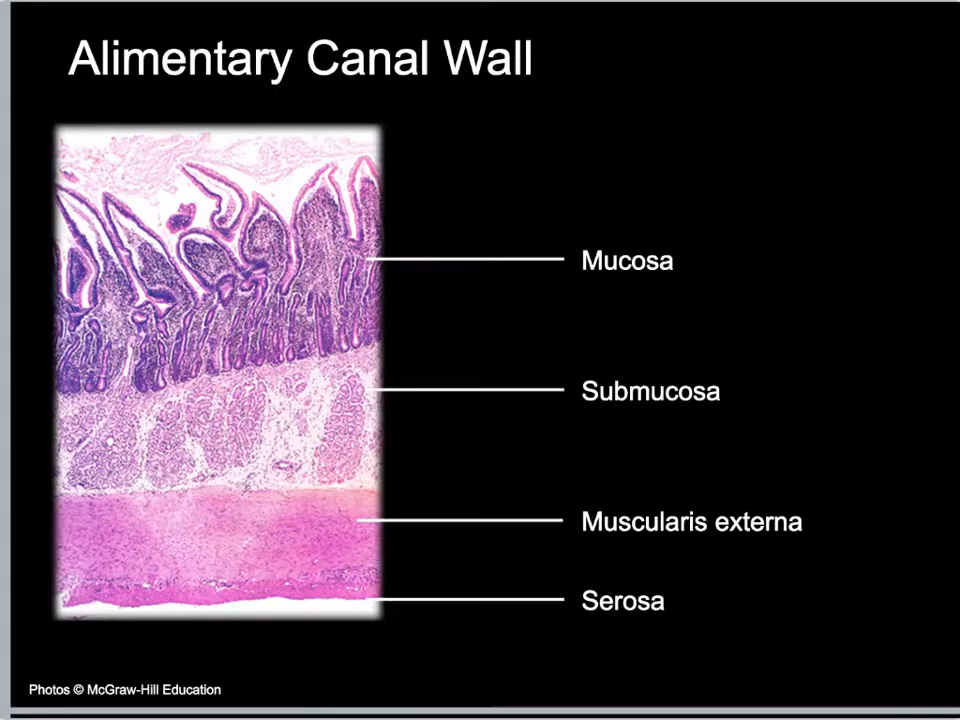 Alimentary Canal Wall
Mucosa
Submucosa
Muscularis externa
Serosa
Photos © McGraw-Hill Education